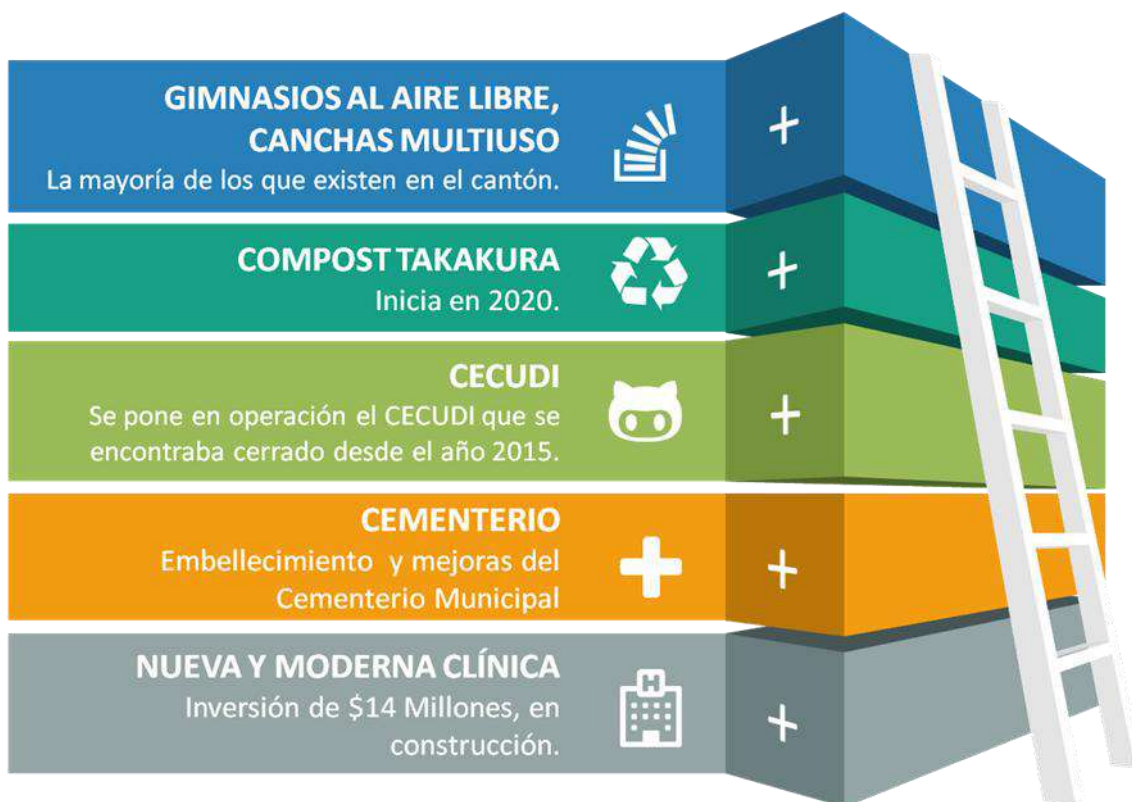 GIMNASIOS AL AIRE LIBRE,
CANCHAS MULTIUSO
La mayoría de los que existen en el cantón.
+
COMPOST TAKAKURA
Inicia en 2020.
+
CECUDI
Se pone en operación el CECUDI que se
encontraba cerrado desde el año 2015.
+
CEMENTERIO
Embellecimiento y mejoras del
Cementerio Municipal
+
NUEVA Y MODERNA CLÍNICA
Inversión de $14 Millones, en
construcción.
H
+